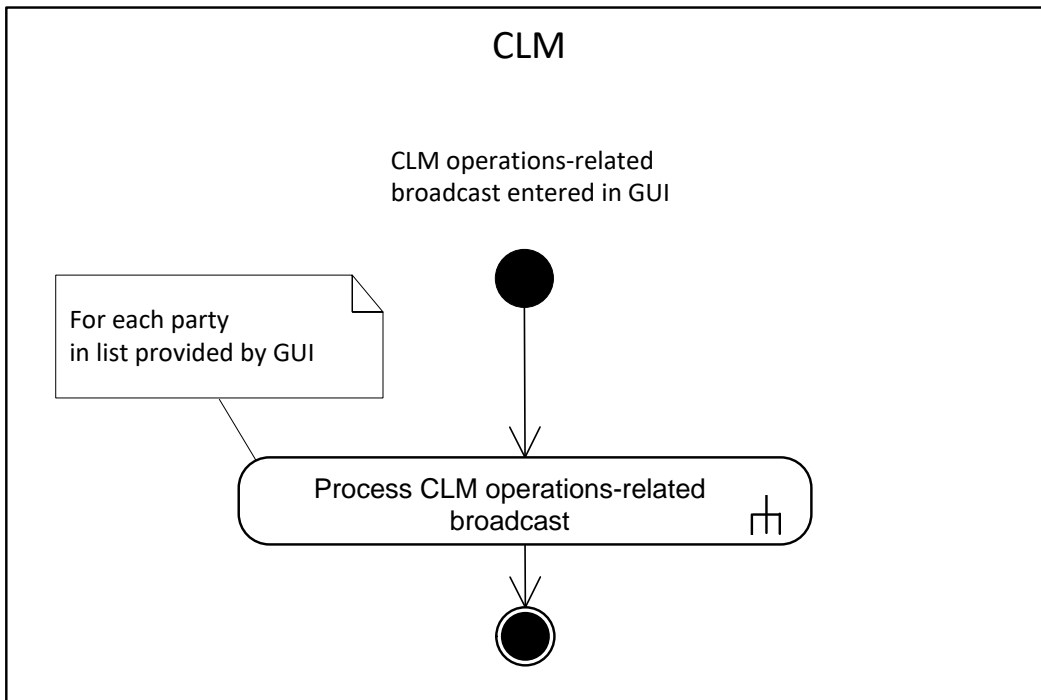 CLM
CLM operations-related
broadcast entered in GUI
For each party
in list provided by GUI
Process CLM operations-related
broadcast